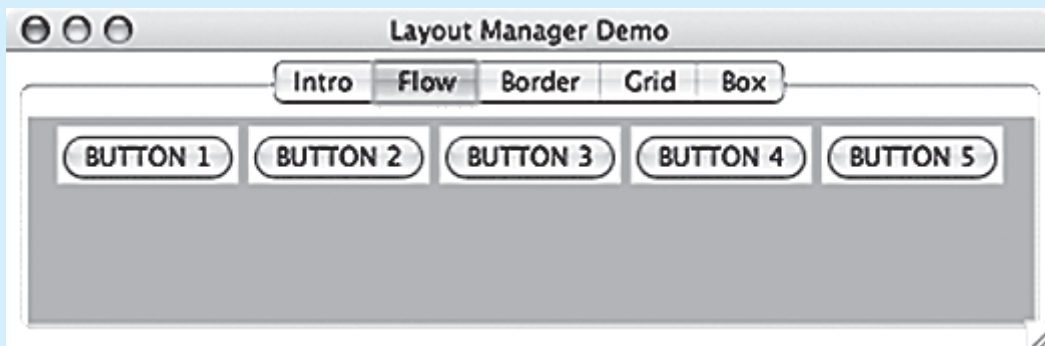 Layout Manager Demo
Intro Flow Border Grid Box
BUTTON 1 BUTTON 2 BUTTON 3 BUTTON 4 BUTTON 5